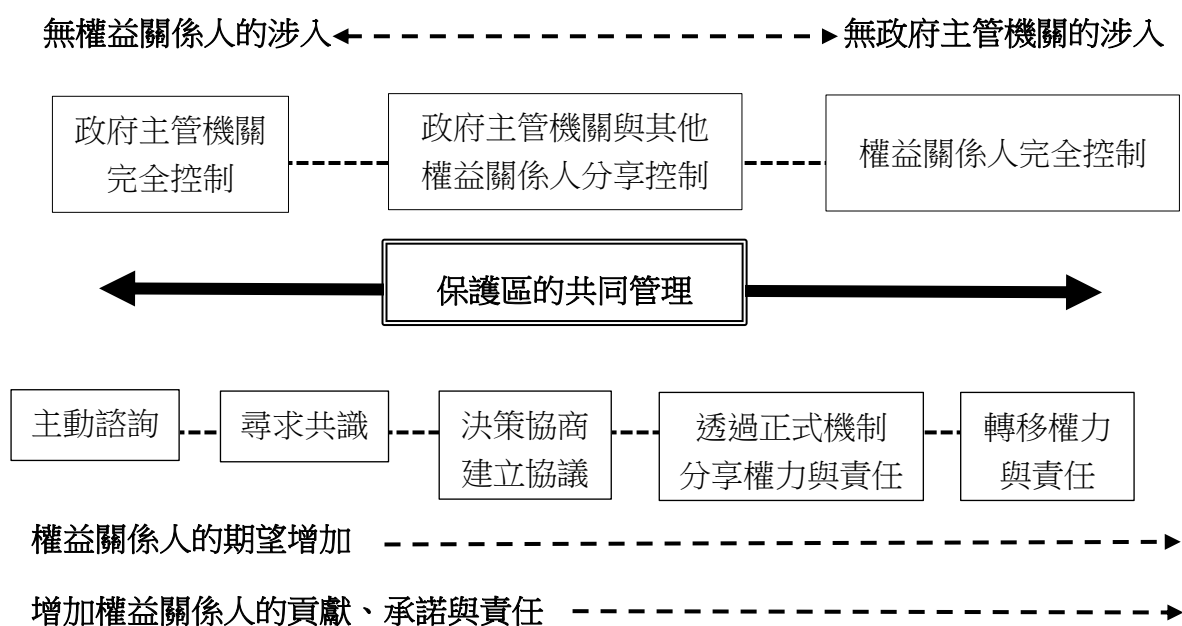 無權益關係人的涉入 無政府主管機關的涉入
政府主管機關
完全控制
政府主管機關與其他
權益關係人分享控制
權益關係人完全控制
保護區的共同管理
主動諮詢
尋求共識
決策協商
建立協議
透過正式機制
分享權力與責任
轉移權力
與責任
權益關係人的期望增加
增加權益關係人的貢獻、承諾與責任